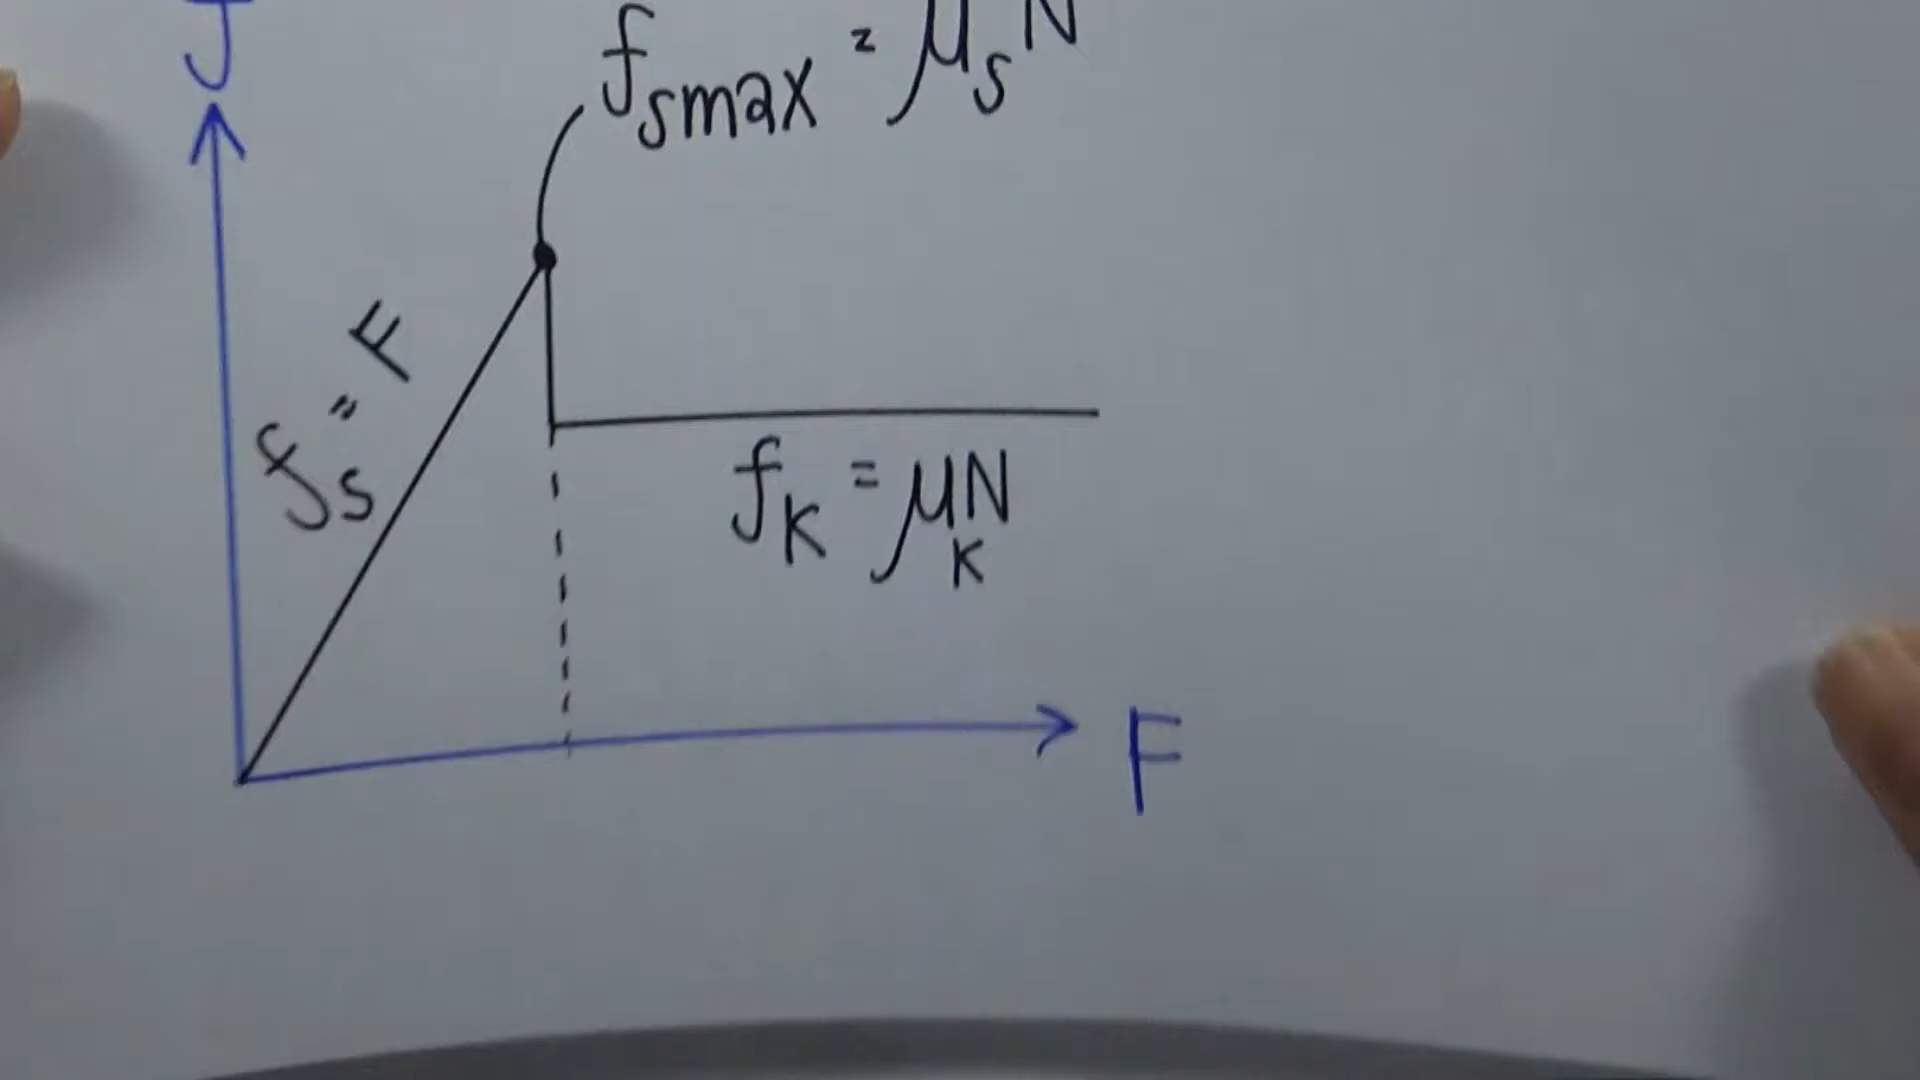 f
f_smax = μ_s N
f_s = F
f_k = μ_k N
F